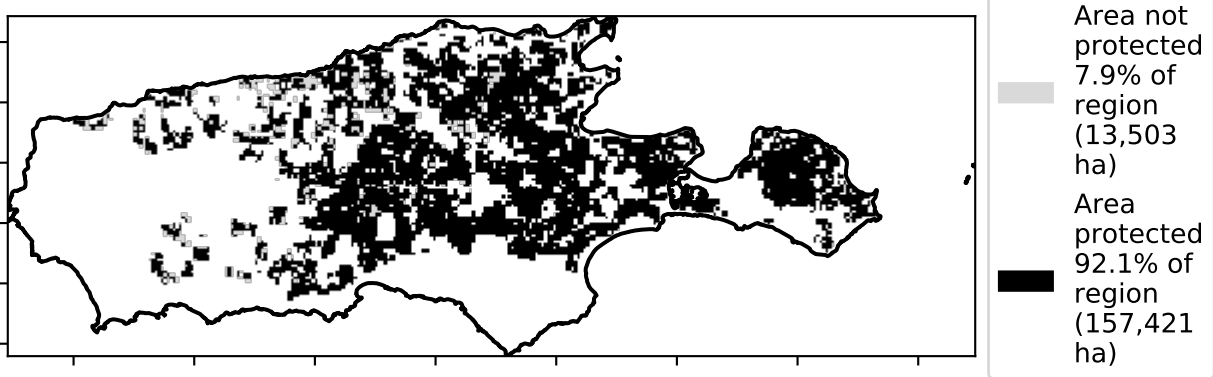 Area not
protected
7.9% of
region
(13,503
ha)
Area
protected
92.1% of
region
(157,421
ha)